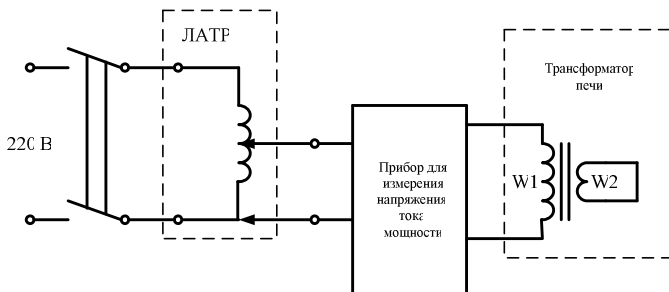 ЛАТР
Трансформатор
печи
220 В
Прибор для
измерения
напряжения
тока
мощности
W1
W2